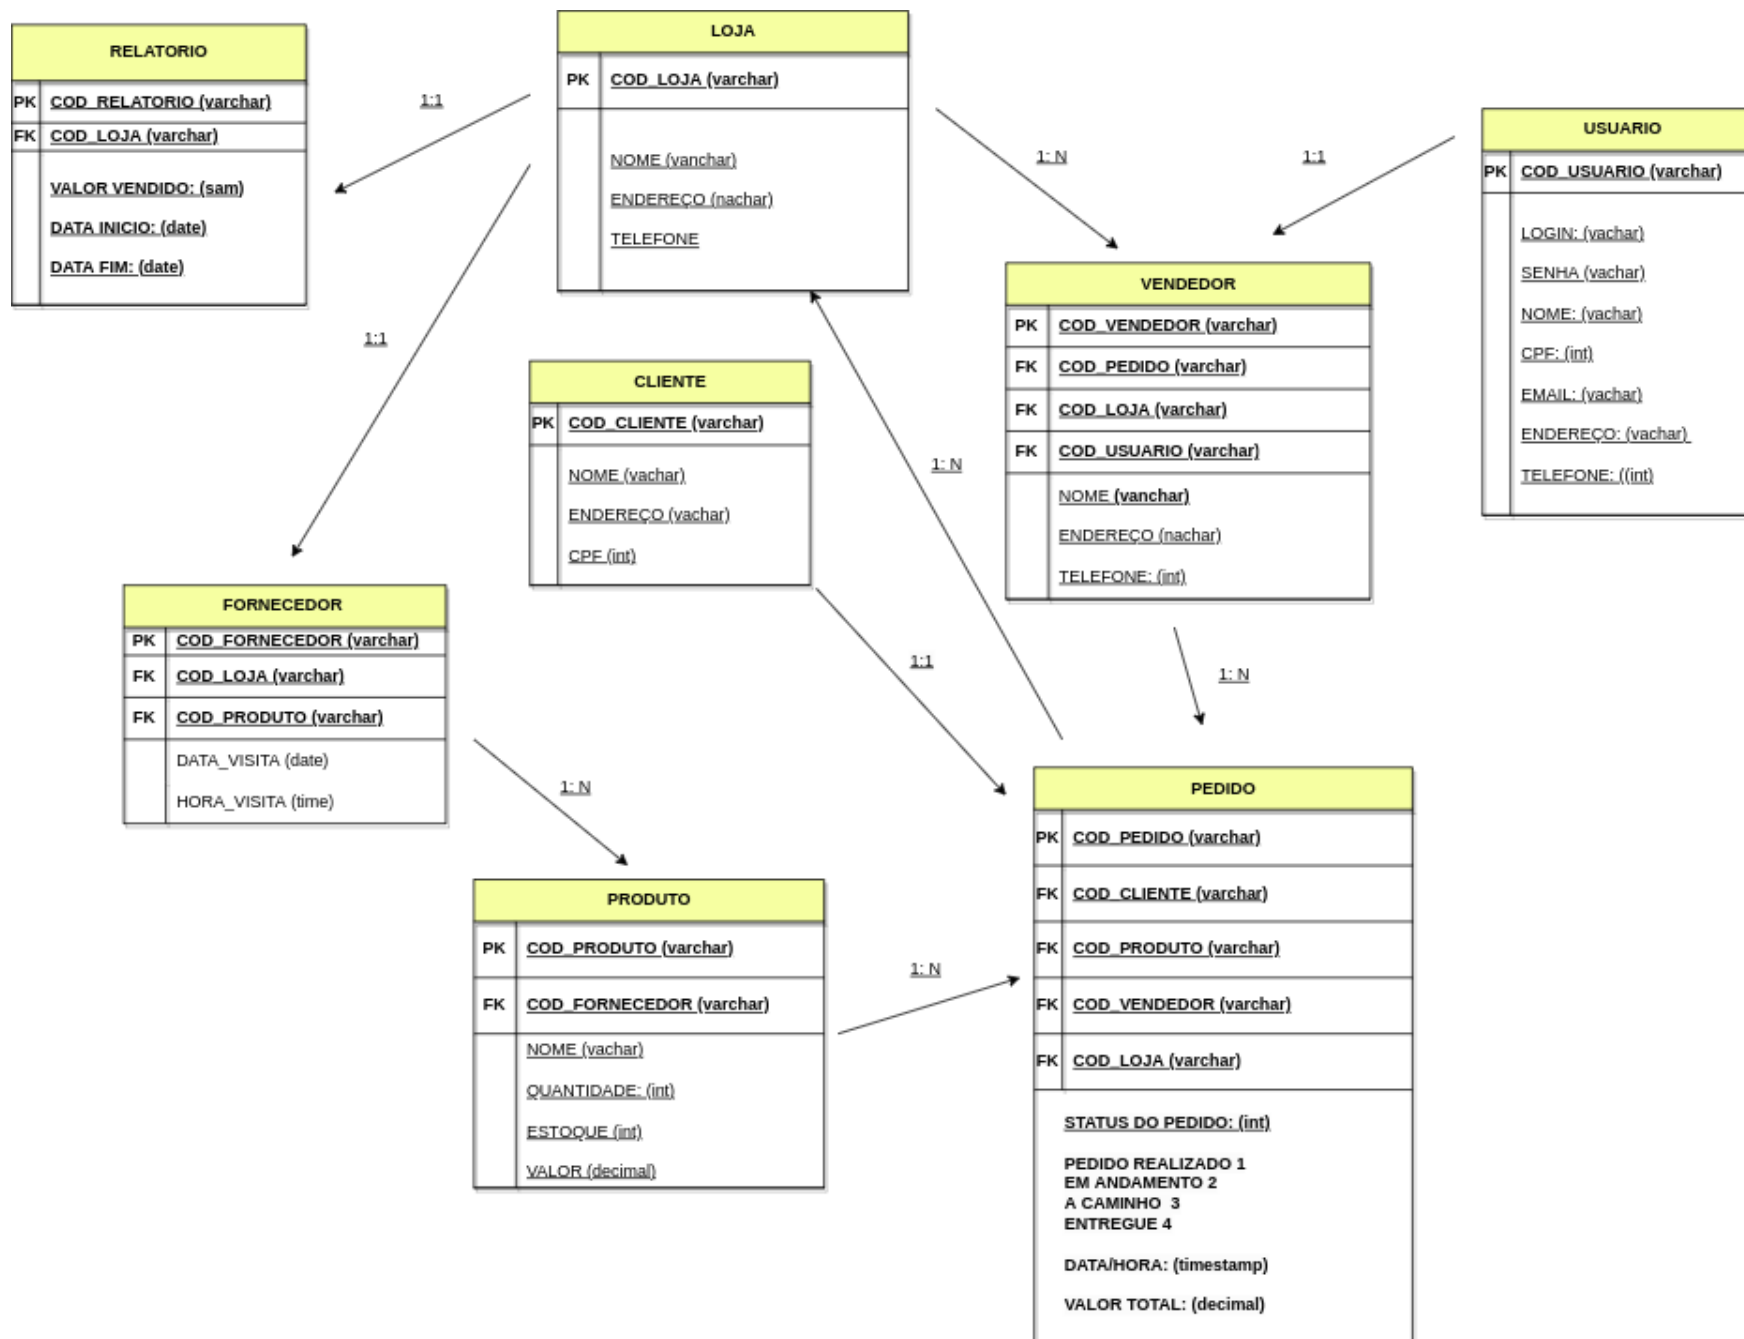 RELATORIO
PK COD_RELATORIO (varchar)
FK COD_LOJA (varchar)
VALOR VENDIDO: (sam)
DATA INICIO: (date)
DATA FIM: (date)
1:1
LOJA
PK COD_LOJA (varchar)
NOME (vanchar)
ENDEREÇO (nachar)
TELEFONE
1: N
1:1
USUARIO
PK COD_USUARIO (varchar)
LOGIN: (vachar)
SENHA (vachar)
NOME: (vachar)
CPF: (int)
EMAIL: (vachar)
ENDEREÇO: (vachar)
TELEFONE: ((int)
VENDEDOR
PK COD_VENDEDOR (varchar)
FK COD_PEDIDO (varchar)
FK COD_LOJA (varchar)
FK COD_USUARIO (varchar)
NOME (vanchar)
ENDEREÇO (nachar)
TELEFONE: (int)
1:1
CLIENTE
PK COD_CLIENTE (varchar)
NOME (vachar)
ENDEREÇO (vachar)
CPF (int)
1: N
1:1
1: N
FORNECEDOR
PK COD_FORNECEDOR (varchar)
FK COD_LOJA (varchar)
FK COD_PRODUTO (varchar)
DATA_VISITA (date)
HORA_VISITA (time)
1: N
PRODUTO
PK COD_PRODUTO (varchar)
FK COD_FORNECEDOR (varchar)
NOME (vachar)
QUANTIDADE: (int)
ESTOQUE (int)
VALOR (decimal)
1: N
PEDIDO
PK COD_PEDIDO (varchar)
FK COD_CLIENTE (varchar)
FK COD_PRODUTO (varchar)
FK COD_VENDEDOR (varchar)
FK COD_LOJA (varchar)
STATUS DO PEDIDO: (int)
PEDIDO REALIZADO 1
EM ANDAMENTO 2
A CAMINHO 3
ENTREGUE 4
DATA/HORA: (timestamp)
VALOR TOTAL: (decimal)